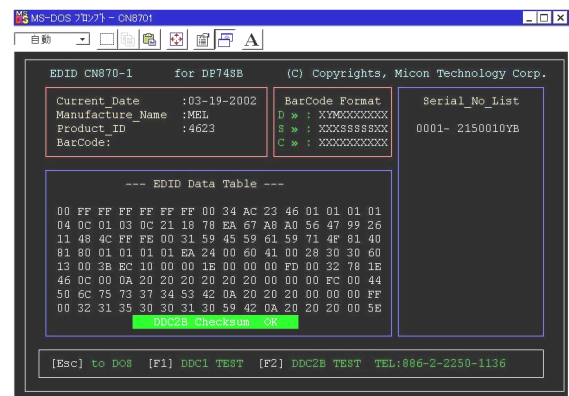 MS-DOS ﾌﾟﾛﾝﾌﾟﾄ - CN8701
自動
A
EDID CN870-1 for DP74SB (C) Copyrights, Micon Technology Corp.
Current_Date :03-19-2002
Manufacture_Name :MEL
Product_ID :4623
BarCode:
BarCode Format
D » : XYMXXXXXXX
S » : XXXSSSSSXX
C » : XXXXXXXXXX
Serial_No_List
0001- 2150010YB
--- EDID Data Table ---
00 FF FF FF FF FF FF 00 34 AC 23 46 01 01 01 01
04 0C 01 03 0C 21 18 78 EA 67 A8 A0 56 47 99 26
11 48 4C FF FE 00 31 59 45 59 61 59 71 4F 81 40
81 80 01 01 01 01 EA 24 00 60 41 00 28 30 30 60
13 00 3B EC 10 00 00 1E 00 00 00 FD 00 32 78 1E
46 0C 00 0A 20 20 20 20 20 20 00 00 00 FC 00 44
50 6C 75 73 37 34 53 42 0A 20 20 00 00 00 FF
00 32 31 35 30 30 31 30 59 42 0A 20 20 20 00 5E
DDC2B Checksum OK
[Esc] to DOS [F1] DDC1 TEST [F2] DDC2B TEST TEL:886-2-2250-1136